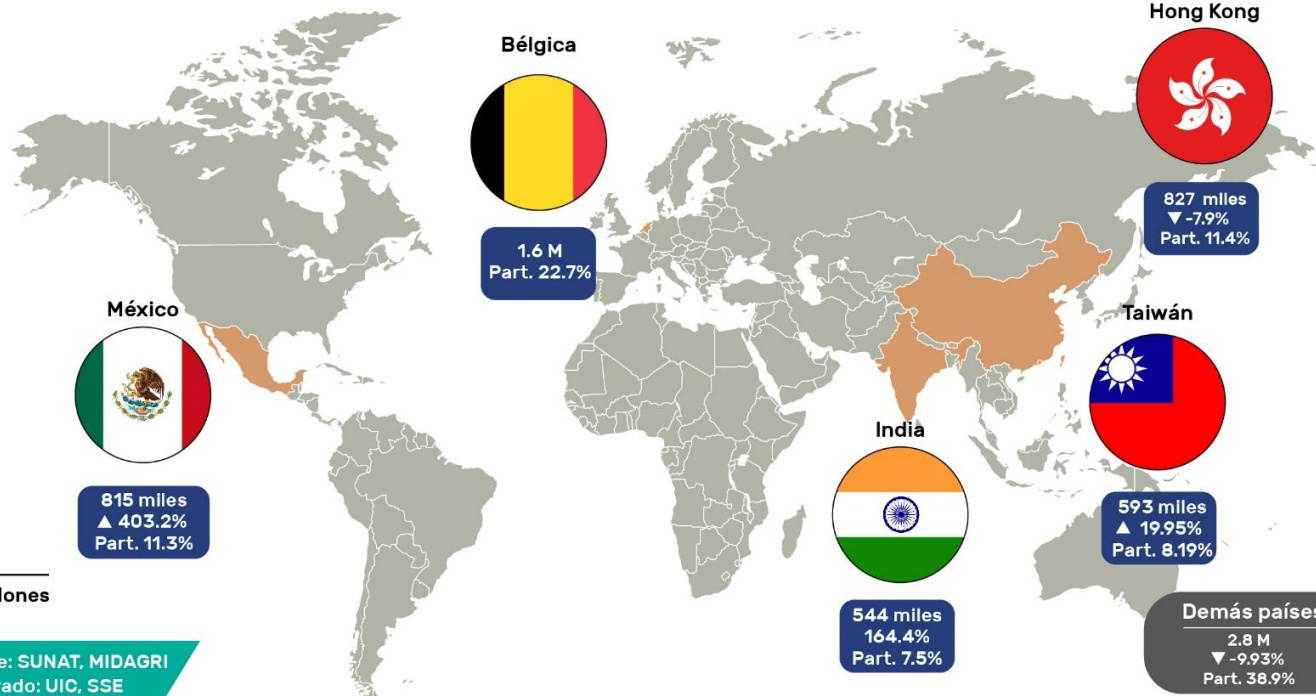 Hong Kong
827 miles
▼ -7.9%
Part. 11.4%
Bélgica
1.6 M
Part. 22.7%
México
815 miles
▲ 403.2%
Part. 11.3%
Taiwán
593 miles
▲ 19.95%
Part. 8.19%
India
544 miles
164.4%
Part. 7.5%
Demás países
2.8 M
▼ -9.93%
Part. 38.9%
SUNAT, MIDAGRI
UIC, SSE